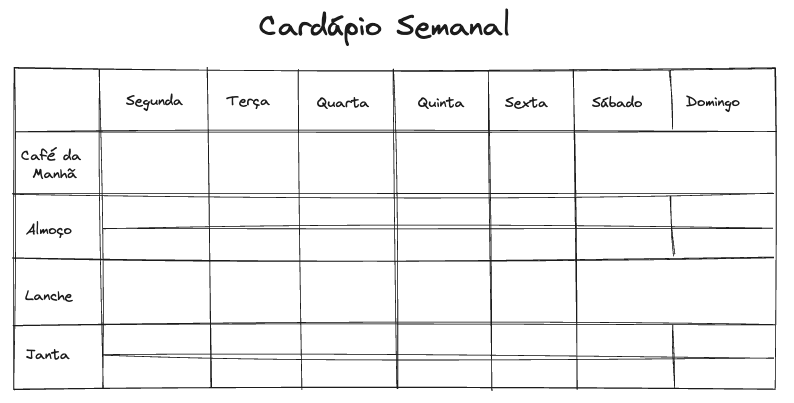 Cardápio Semanal
Segunda Terça Quarta Quinta Sexta Sábado Domingo
Café da
Manhã
Almoço
Lanche
Janta